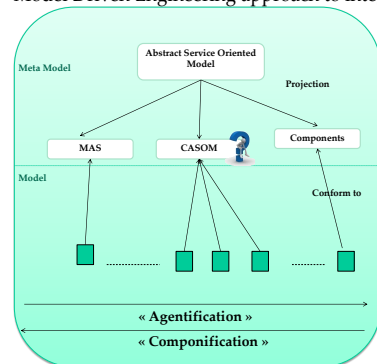 Model Driven Engineering approach to inte
Abstract Service Oriented
Model
Meta Model
Projection
MAS
CASOM
Components
Model
Conform to
« Agentification »
« Componification »